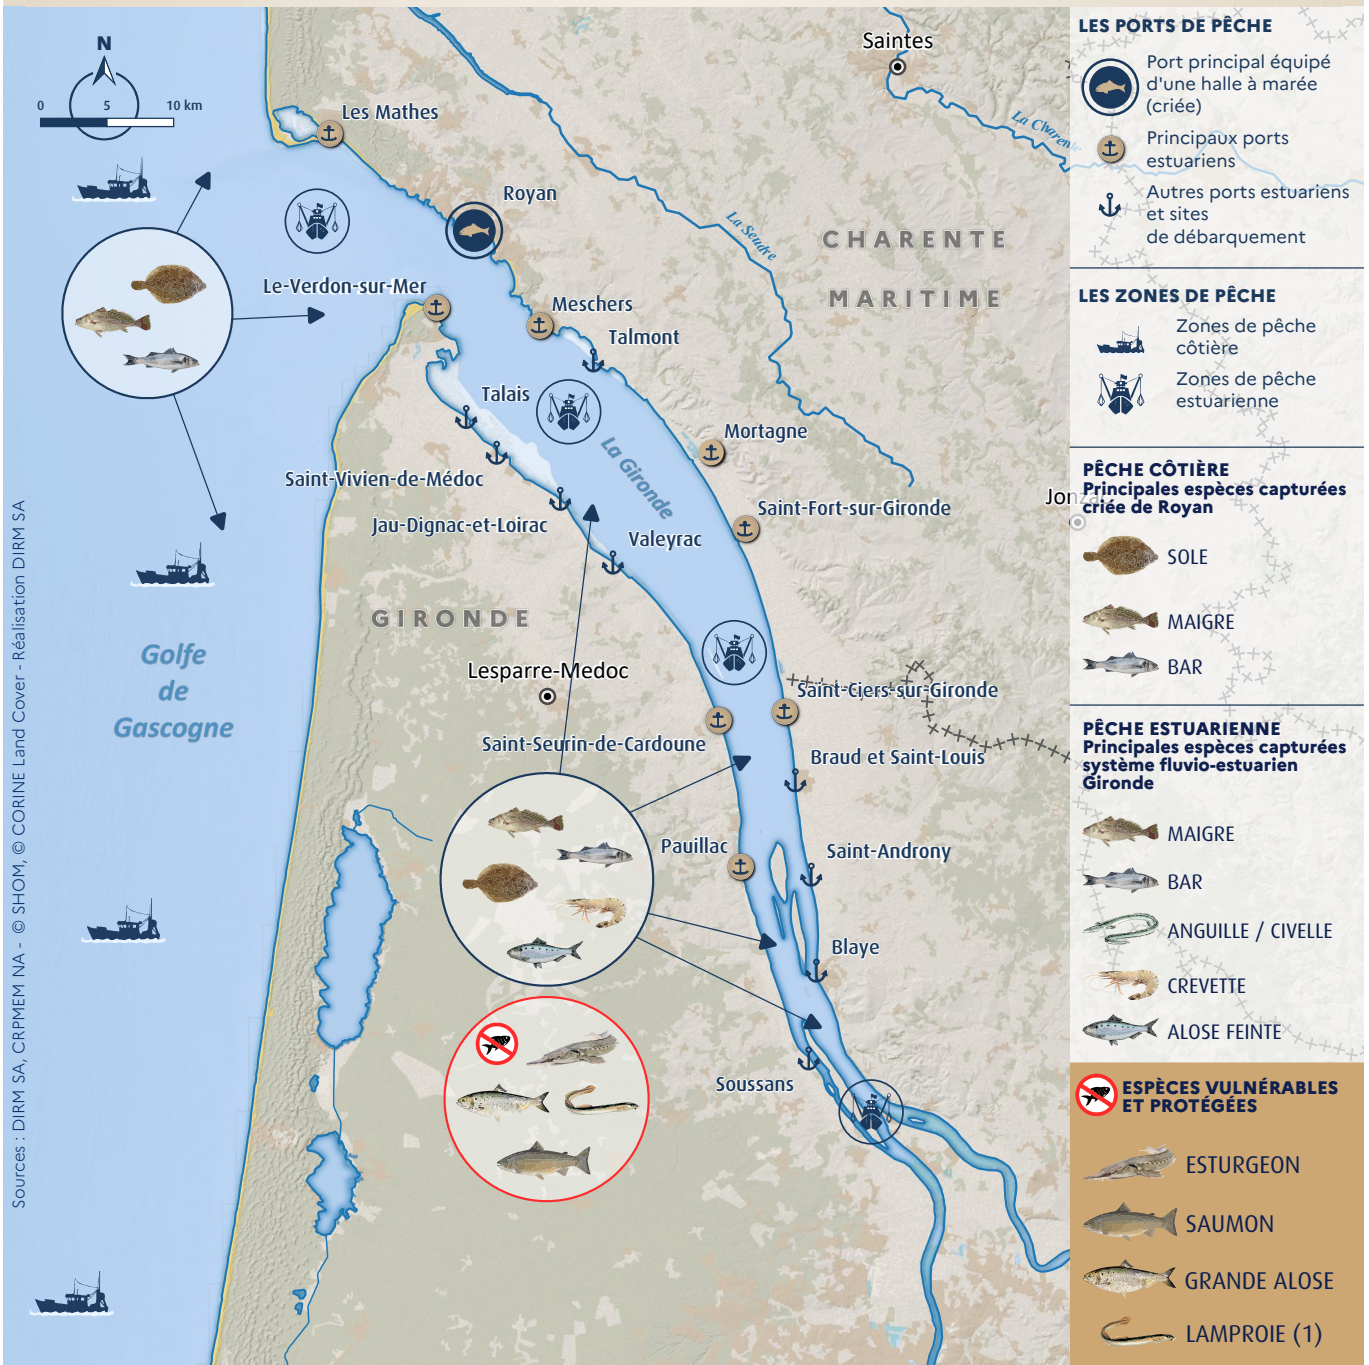 N
0 5 10 km
Les Mathes
Royan
Le-Verdon-sur-Mer
Meschers
Talmont
Talais
Mortagne
Saint-Vivien-de-Médoc
Jau-Dignac-et-Loirac
Saint-Fort-sur-Gironde
Valeyrac
La Gironde
Saintes
La Charente
La Seudre
CHARENTE
MARITIME
Jonza
GIRONDE
Lesparre-Medoc
Golfe
de
Gascogne
Saint-Ciers-sur-Gironde
Saint-Seurin-de-Cardoune
Braud et Saint-Louis
Pauillac
Saint-Androny
Blaye
Soussans
Sources : DIRM SA, CRPMEM NA - © SHOM, © CORINE Land Cover - Réalisation DIRM SA
LES PORTS DE PÊCHE
Port principal équipé
d'une halle à marée
(criée)
Principaux ports
estuariens
Autres ports estuariens
et sites
de débarquement
LES ZONES DE PÊCHE
Zones de pêche
côtière
Zones de pêche
estuarienne
PÊCHE CÔTIÈRE
Principales espèces capturées
criée de Royan
SOLE
MAIGRE
BAR
PÊCHE ESTUARIENNE
Principales espèces capturées
système fluvio-estuarien
Gironde
MAIGRE
BAR
ANGUILLE / CIVELLE
CREVETTE
ALOSE FEINTE
ESPÈCES VULNÉRABLES
ET PROTÉGÉES
ESTURGEON
SAUMON
GRANDE ALOSE
LAMPROIE (1)